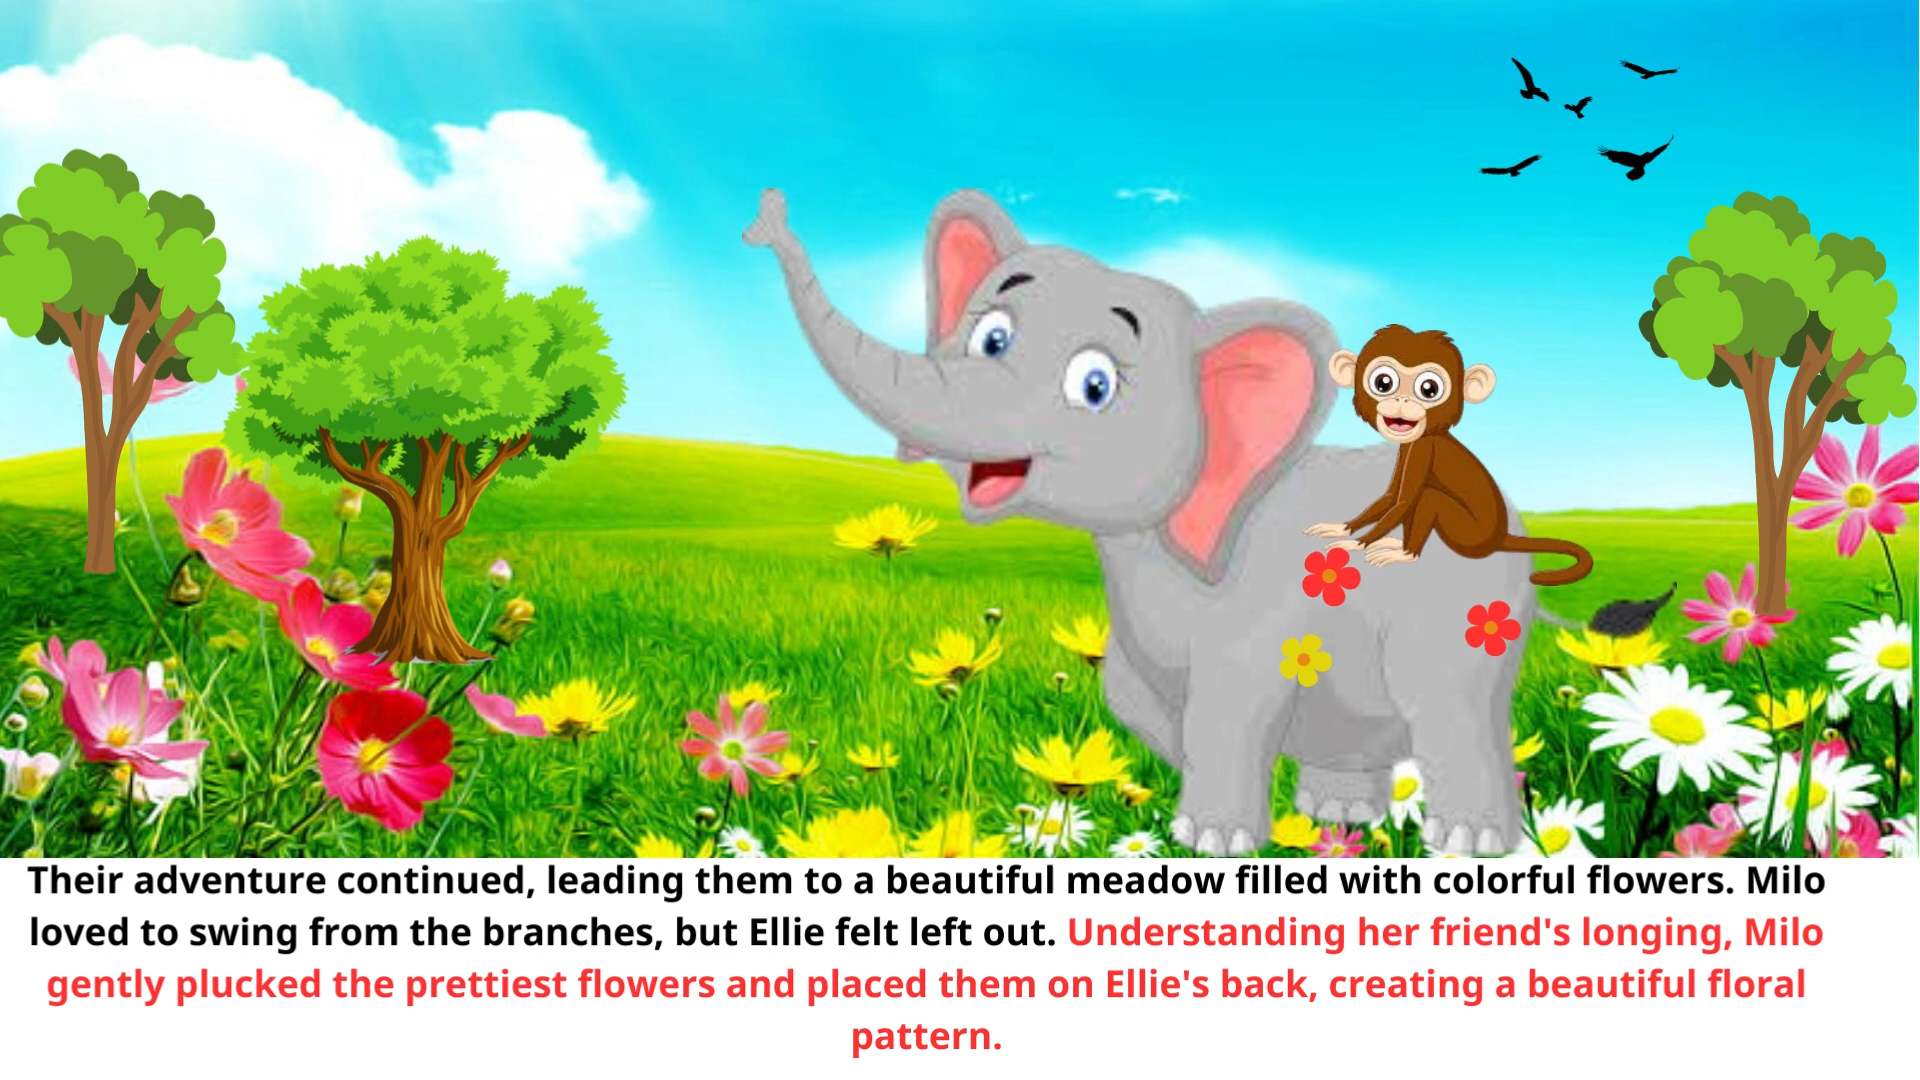 Their adventure continued, leading them to a beautiful meadow filled with colorful flowers. Milo
loved to swing from the branches, but Ellie felt left out. Understanding her friend's longing, Milo
gently plucked the prettiest flowers and placed them on Ellie's back, creating a beautiful floral
pattern.